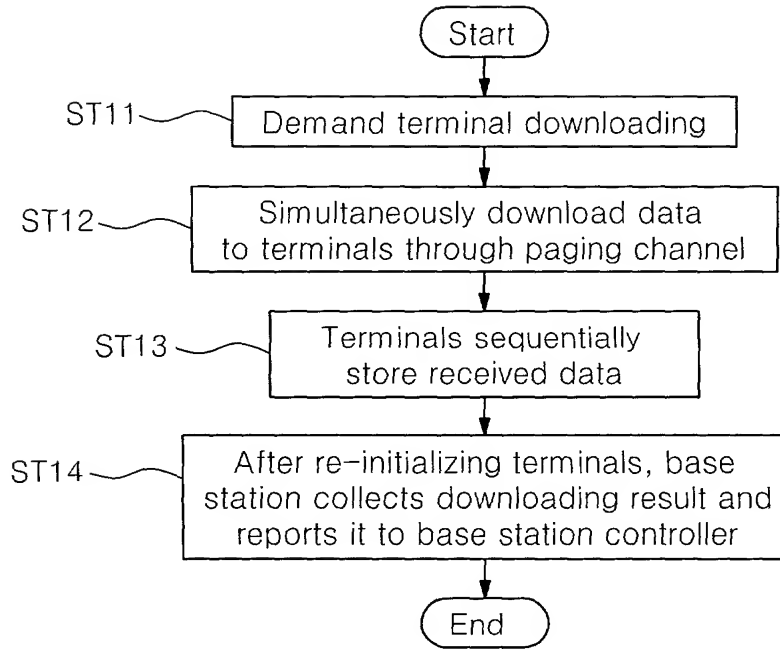 Start
ST11
Demand terminal downloading
ST12
Simultaneously download data
to terminals through paging channel
ST13
Terminals sequentially
store received data
ST14
After re-initializing terminals, base
station collects downloading result and
reports it to base station controller
End